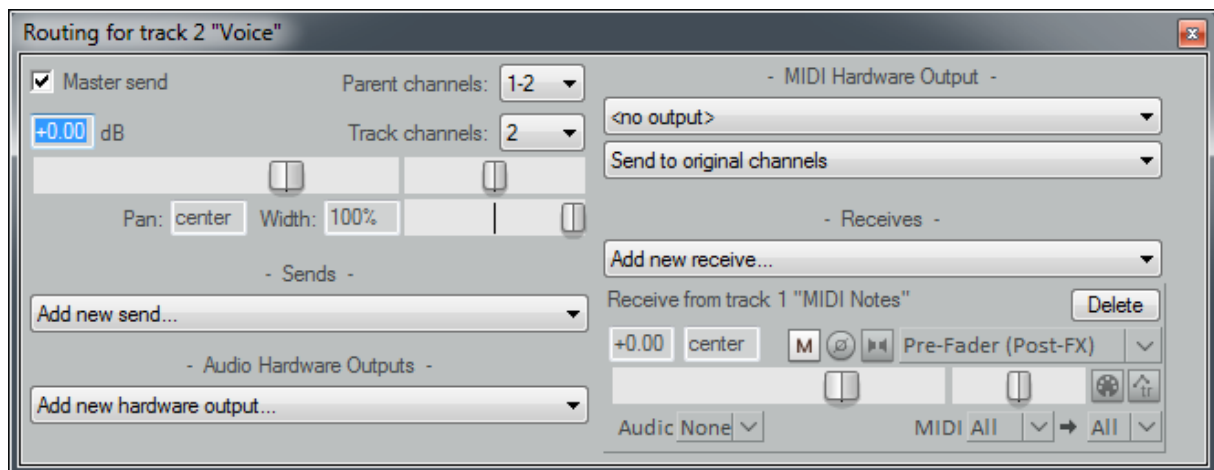 Routing for track 2 "Voice"
Master send
Parent channels: 1-2
+0.00 dB
Track channels: 2
Pan: center Width: 100%
- Sends -
Add new send...
- Audio Hardware Outputs -
Add new hardware output...
- MIDI Hardware Output -
<no output>
Send to original channels
- Receives -
Add new receive...
Receive from track 1 "MIDI Notes"
Delete
+0.00 center M Pre-Fader (Post-FX)
tr
Audic None MIDI All All